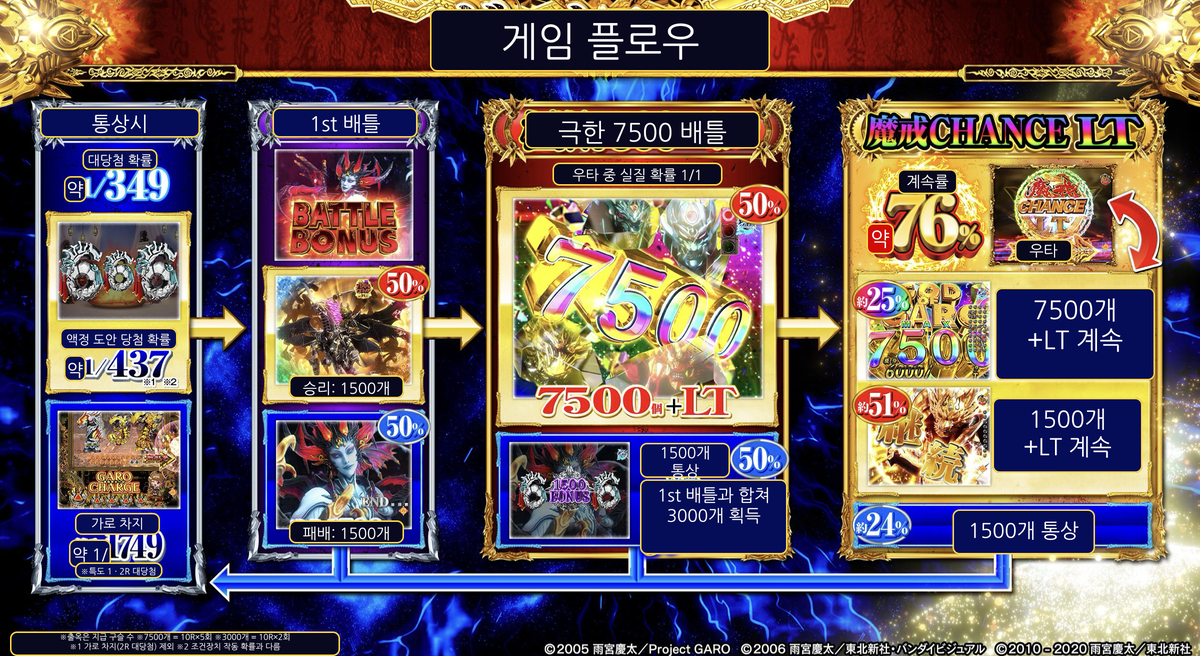 게임 플로우
통상시
대당첨 확률
약1/349
액정 도안 당첨 확률
약1/437
※1 ※2
GARO
CHARGE
가로 차지
약 1/1749
※특도 1 · 2R 대당첨
1st 배틀
BATTLE
BONUS
50%
승리: 1500개
50%
패배: 1500개
극한 7500 배틀
우타 중 실질 확률 1/1
50%
7500
7500個+LT
1500
BONUS
1500개
통상
50%
1st 배틀과 합쳐
3000개 획득
魔戒CHANCE LT
계속률
약76%
魔戒
CHANCE
LT
우타
約25%
7500
7500개
+LT 계속
約51%
継続
1500개
+LT 계속
約24%
1500개 통상
※출옥은 지급 구슬 수 ※7500개 = 10R×5회 ※3000개 = 10R×2회
※1 가로 차지(2R 대당첨) 제외 ※2 조건장치 작동 확률과 다름
©2005 雨宮慶太/Project GARO ©2006 雨宮慶太/東北新社・バンダイビジュアル ©2010 - 2020 雨宮慶太/東北新社